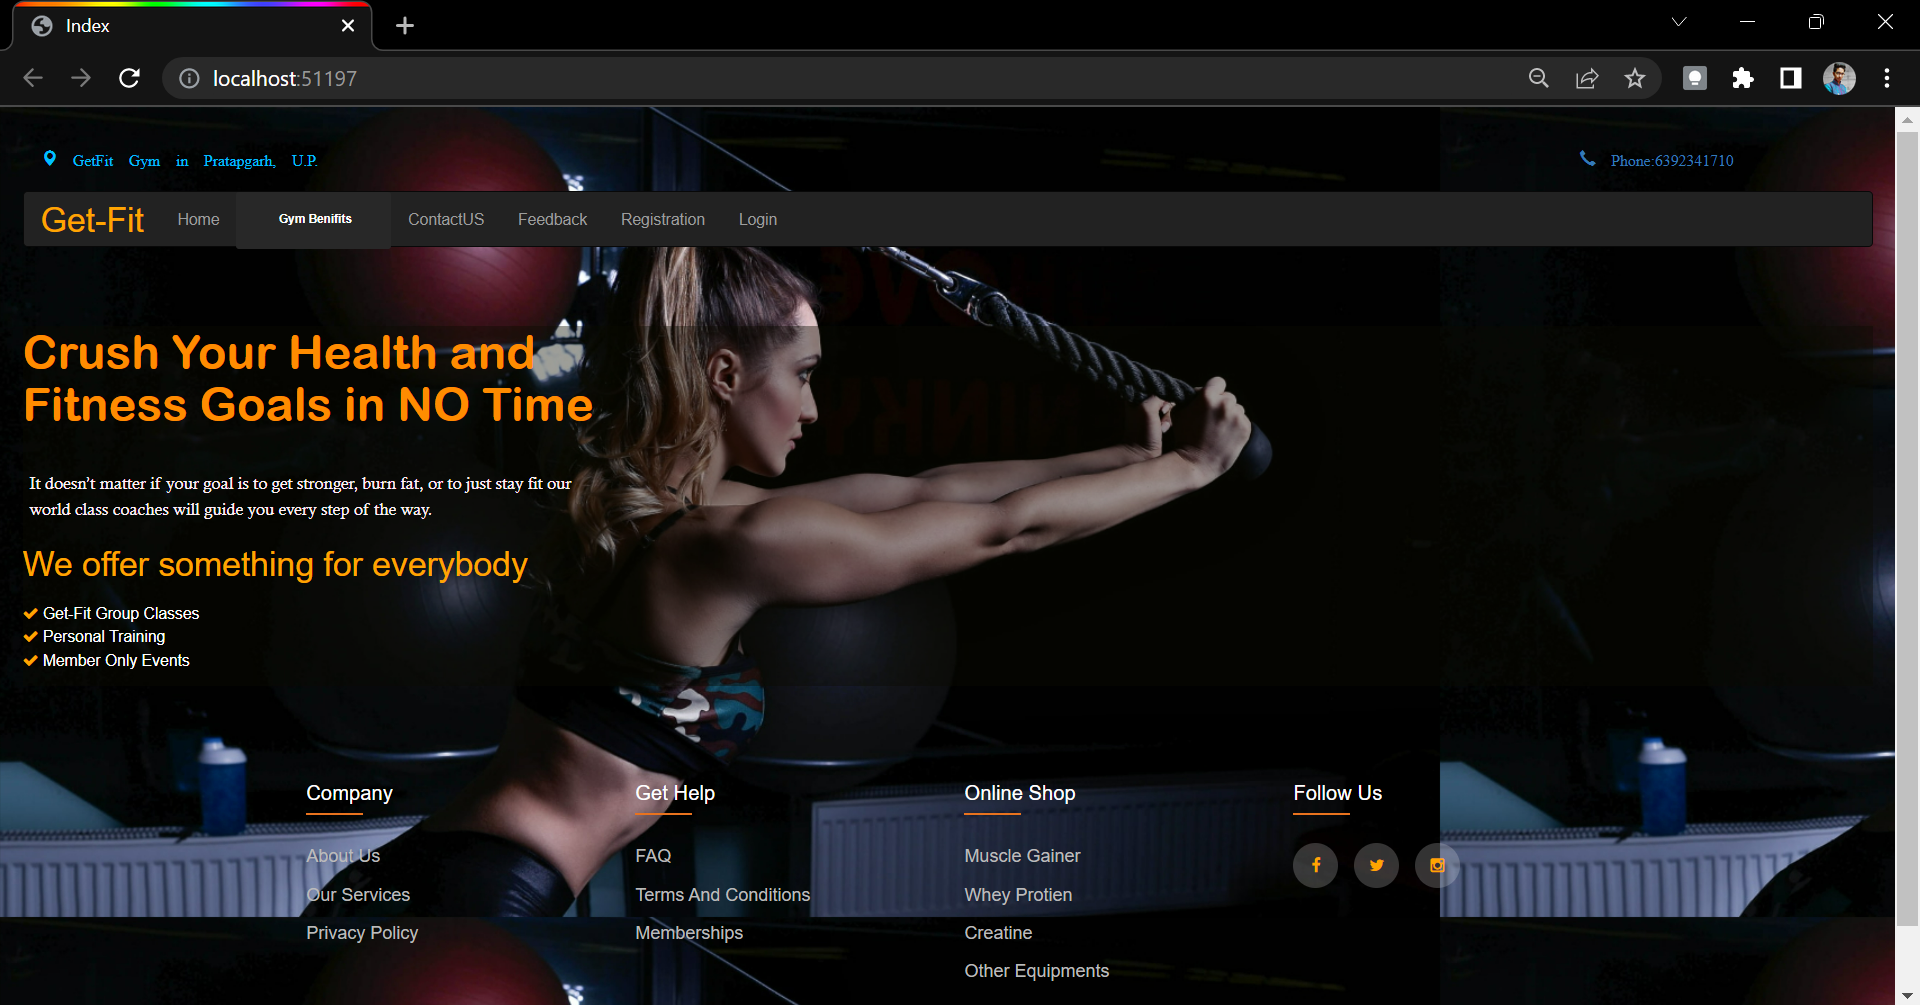 Index
localhost:51197
GetFit Gym in Pratapgarh, U.P.
Phone:6392341710
Get-Fit Home Gym Benifits ContactUS Feedback Registration Login
Crush Your Health and
Fitness Goals in NO Time
It doesn't matter if your goal is to get stronger, burn fat, or to just stay fit our
world class coaches will guide you every step of the way.
We offer something for everybody
Get-Fit Group Classes
Personal Training
Member Only Events
Company
About Us
Our Services
Privacy Policy
Get Help
FAQ
Terms And Conditions
Memberships
Online Shop
Muscle Gainer
Whey Protien
Creatine
Other Equipments
Follow Us